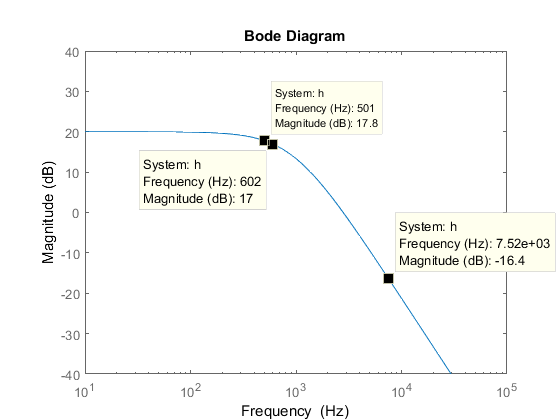 Bode Diagram
Magnitude (dB)
40
30
20
10
0
-10
-20
-30
-40
System: h
Frequency (Hz): 501
Magnitude (dB): 17.8
System: h
Frequency (Hz): 602
Magnitude (dB): 17
System: h
Frequency (Hz): 7.52e+03
Magnitude (dB): -16.4
10^1 10^2 10^3 10^4 10^5
Frequency (Hz)